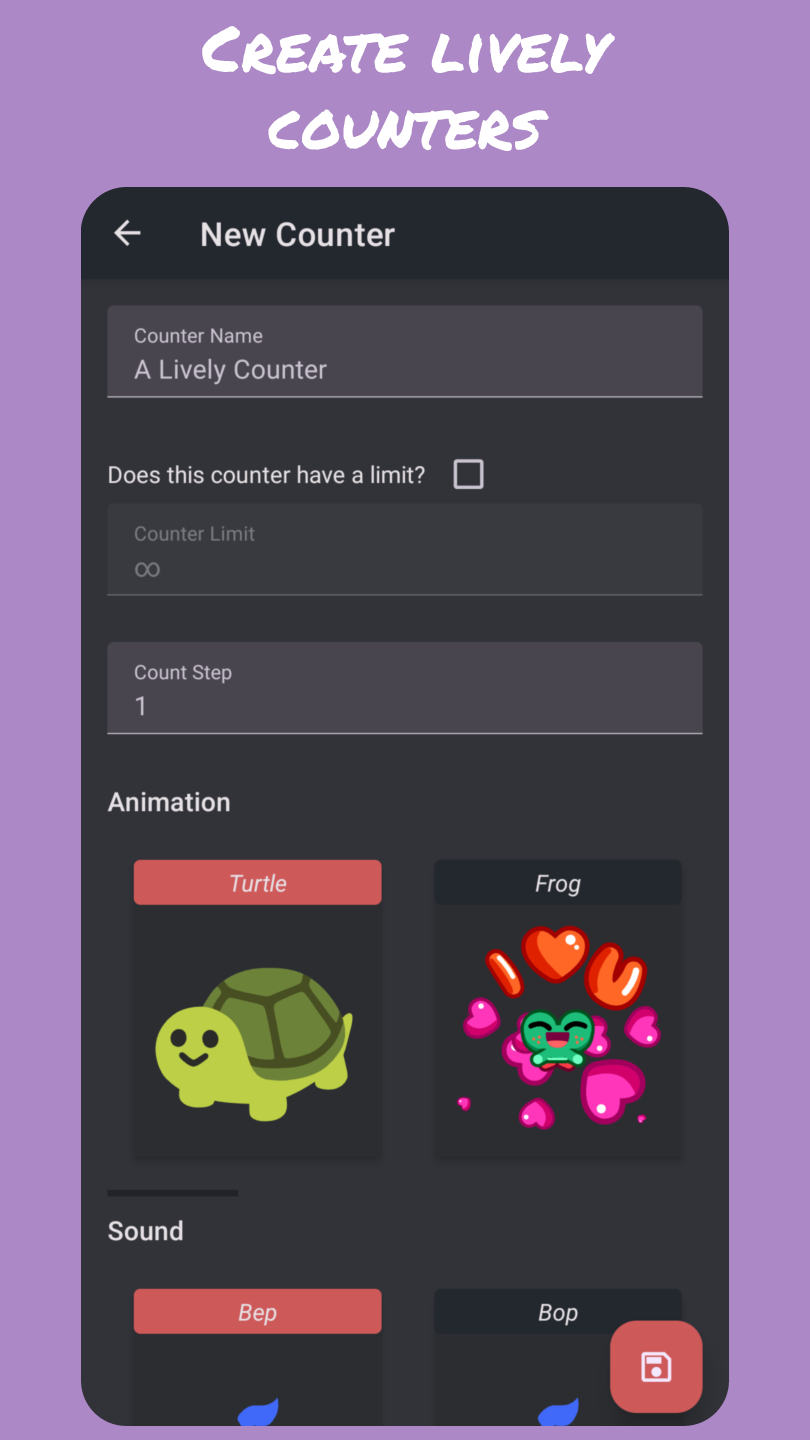 CREATE LIVELY
COUNTERS
New Counter
Counter Name
A Lively Counter
Does this counter have a limit?
Counter Limit
∞
Count Step
1
Animation
Turtle
Frog
I ❤ U
Sound
Bep
Bop